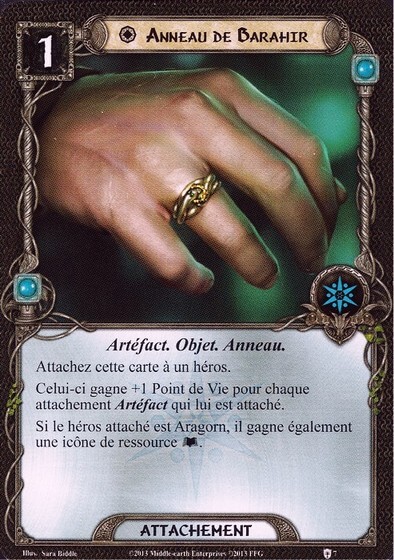 1
ANNEAU DE BARAHIR
Artéfact. Objet. Anneau.
Attachez cette carte à un héros.
Celui-ci gagne +1 Point de Vie pour chaque
attachement Artéfact qui lui est attaché.
Si le héros attaché est Aragorn, il gagne également
une icône de ressource .
ATTACHEMENT
Illus. Sara Biddle ©2013 Middle-earth Enterprises ©2013 FFG 7